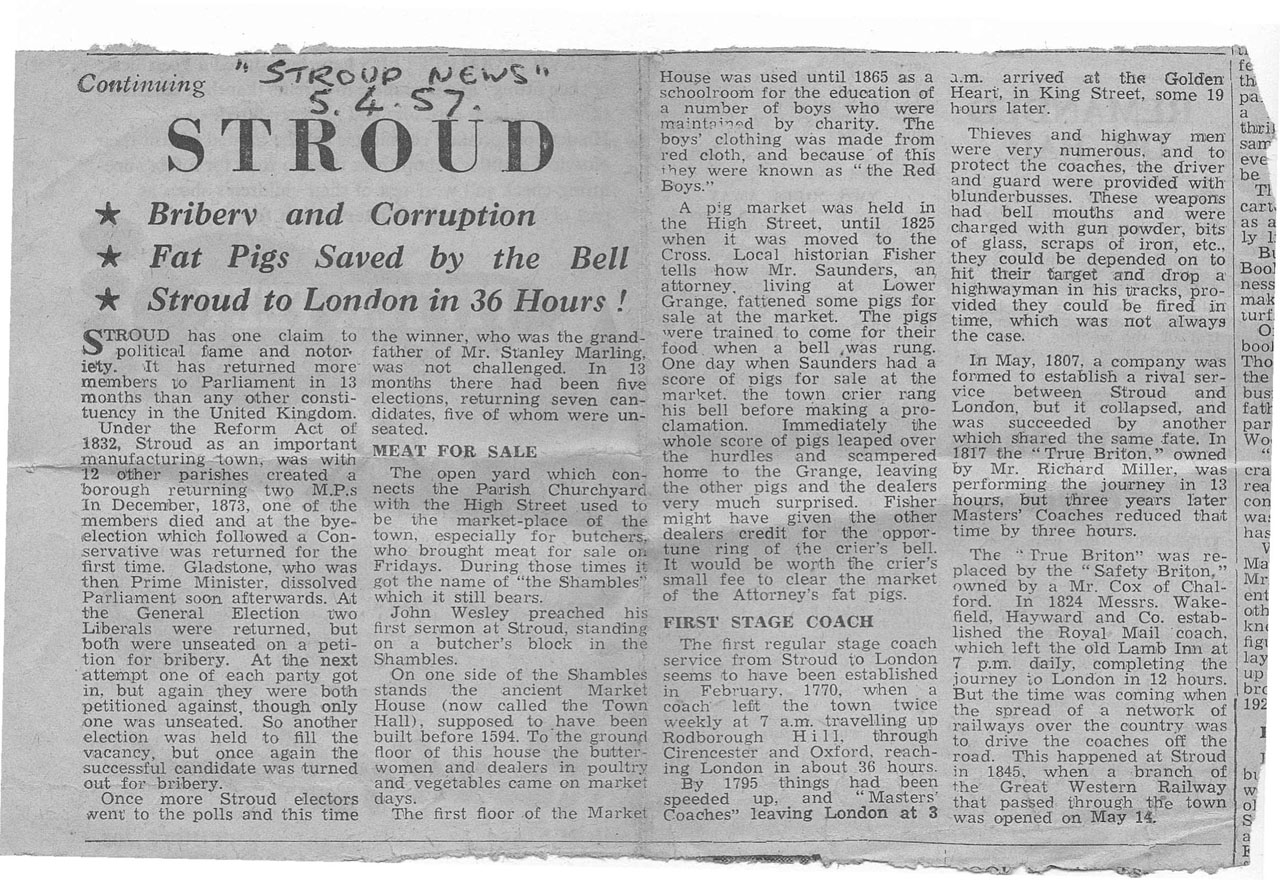 Continuing
"STROUD NEWS"
5.4.57.
STROUD
★ Bribery and Corruption
★ Fat Pigs Saved by the Bell
★ Stroud to London in 36 Hours !
STROUD has one claim to
political fame and notor-
iety. It has returned more
members to Parliament in 13
months than any other consti-
tuency in the United Kingdom.
Under the Reform Act of
1832, Stroud as an important
manufacturing town, was with
12 other parishes created a
borough returning two M.P.s
In December, 1873, one of the
members died and at the bye-
election which followed a Con-
servative was returned for the
first time. Gladstone, who was
then Prime Minister, dissolved
Parliament soon afterwards. At
the General Election two
Liberals were returned, but
both were unseated on a peti-
tion for bribery. At the next
attempt one of each party got
in, but again they were both
petitioned against, though only
one was unseated. So another
election was held to fill the
vacancy, but once again the
successful candidate was turned
out for bribery.
Once more Stroud electors
went to the polls and this time
the winner, who was the grand-
father of Mr. Stanley Marling,
was not challenged. In 13
months there had been five
elections, returning seven can-
didates, five of whom were un-
seated.
MEAT FOR SALE
The open yard which con-
nects the Parish Churchyard
with the High Street used to
be the market-place of the
town, especially for butchers,
who brought meat for sale on
Fridays. During those times it
got the name of "the Shambles"
which it still bears.
John Wesley preached his
first sermon at Stroud, standing
on a butcher's block in the
Shambles.
On one side of the Shambles
stands the ancient Market
House (now called the Town
Hall), supposed to have been
built before 1594. To the ground
floor of this house the butter-
women and dealers in poultry
and vegetables came on market
days.
The first floor of the Market
House was used until 1865 as a
schoolroom for the education of
a number of boys who were
maintained by charity. The
boys' clothing was made from
red cloth, and because of this
they were known as "the Red
Boys."
A pig market was held in
the High Street, until 1825
when it was moved to the
Cross. Local historian Fisher
tells how Mr. Saunders, an
attorney, living at Lower
Grange, fattened some pigs for
sale at the market. The pigs
were trained to come for their
food when a bell was rung.
One day when Saunders had a
score of pigs for sale at the
market, the town crier rang
his bell before making a pro-
clamation. Immediately the
whole score of pigs leaped over
the hurdles and scampered
home to the Grange, leaving
the other pigs and the dealers
very much surprised. Fisher
might have given the other
dealers credit for the oppor-
tune ring of the crier's bell.
It would be worth the crier's
small fee to clear the market
of the Attorney's fat pigs.
FIRST STAGE COACH
The first regular stage coach
service from Stroud to London
seems to have been established
in February, 1770, when a
coach left the town twice
weekly at 7 a.m. travelling up
Rodborough Hill, through
Cirencester and Oxford, reach-
ing London in about 36 hours.
By 1795 things had been
speeded up, and "Masters'
Coaches" leaving London at 3
a.m. arrived at the Golden
Heart, in King Street, some 19
hours later.
Thieves and highway men
were very numerous, and to
protect the coaches, the driver
and guard were provided with
blunderbusses. These weapons
had bell mouths and were
charged with gun powder, bits
of glass, scraps of iron, etc.,
they could be depended on to
hit their target and drop a
highwayman in his tracks, pro-
vided they could be fired in
time, which was not always
the case.
In May, 1807, a company was
formed to establish a rival ser-
vice between Stroud and
London, but it collapsed, and
was succeeded by another
which shared the same fate. In
1817 the "True Briton," owned
by Mr. Richard Miller, was
performing the journey in 13
hours, but three years later
Masters' Coaches reduced that
time by three hours.
The "True Briton" was re-
placed by the "Safety Briton,"
owned by a Mr. Cox of Chal-
ford. In 1824 Messrs. Wake-
field, Hayward and Co. estab-
lished the Royal Mail coach,
which left the old Lamb Inn at
7 p.m. daily, completing the
journey to London in 12 hours.
But the time was coming when
the spread of a network of
railways over the country was
to drive the coaches off the
road. This happened at Stroud
in 1845, when a branch of
the Great Western Railway
that passed through the town
was opened on May 14.